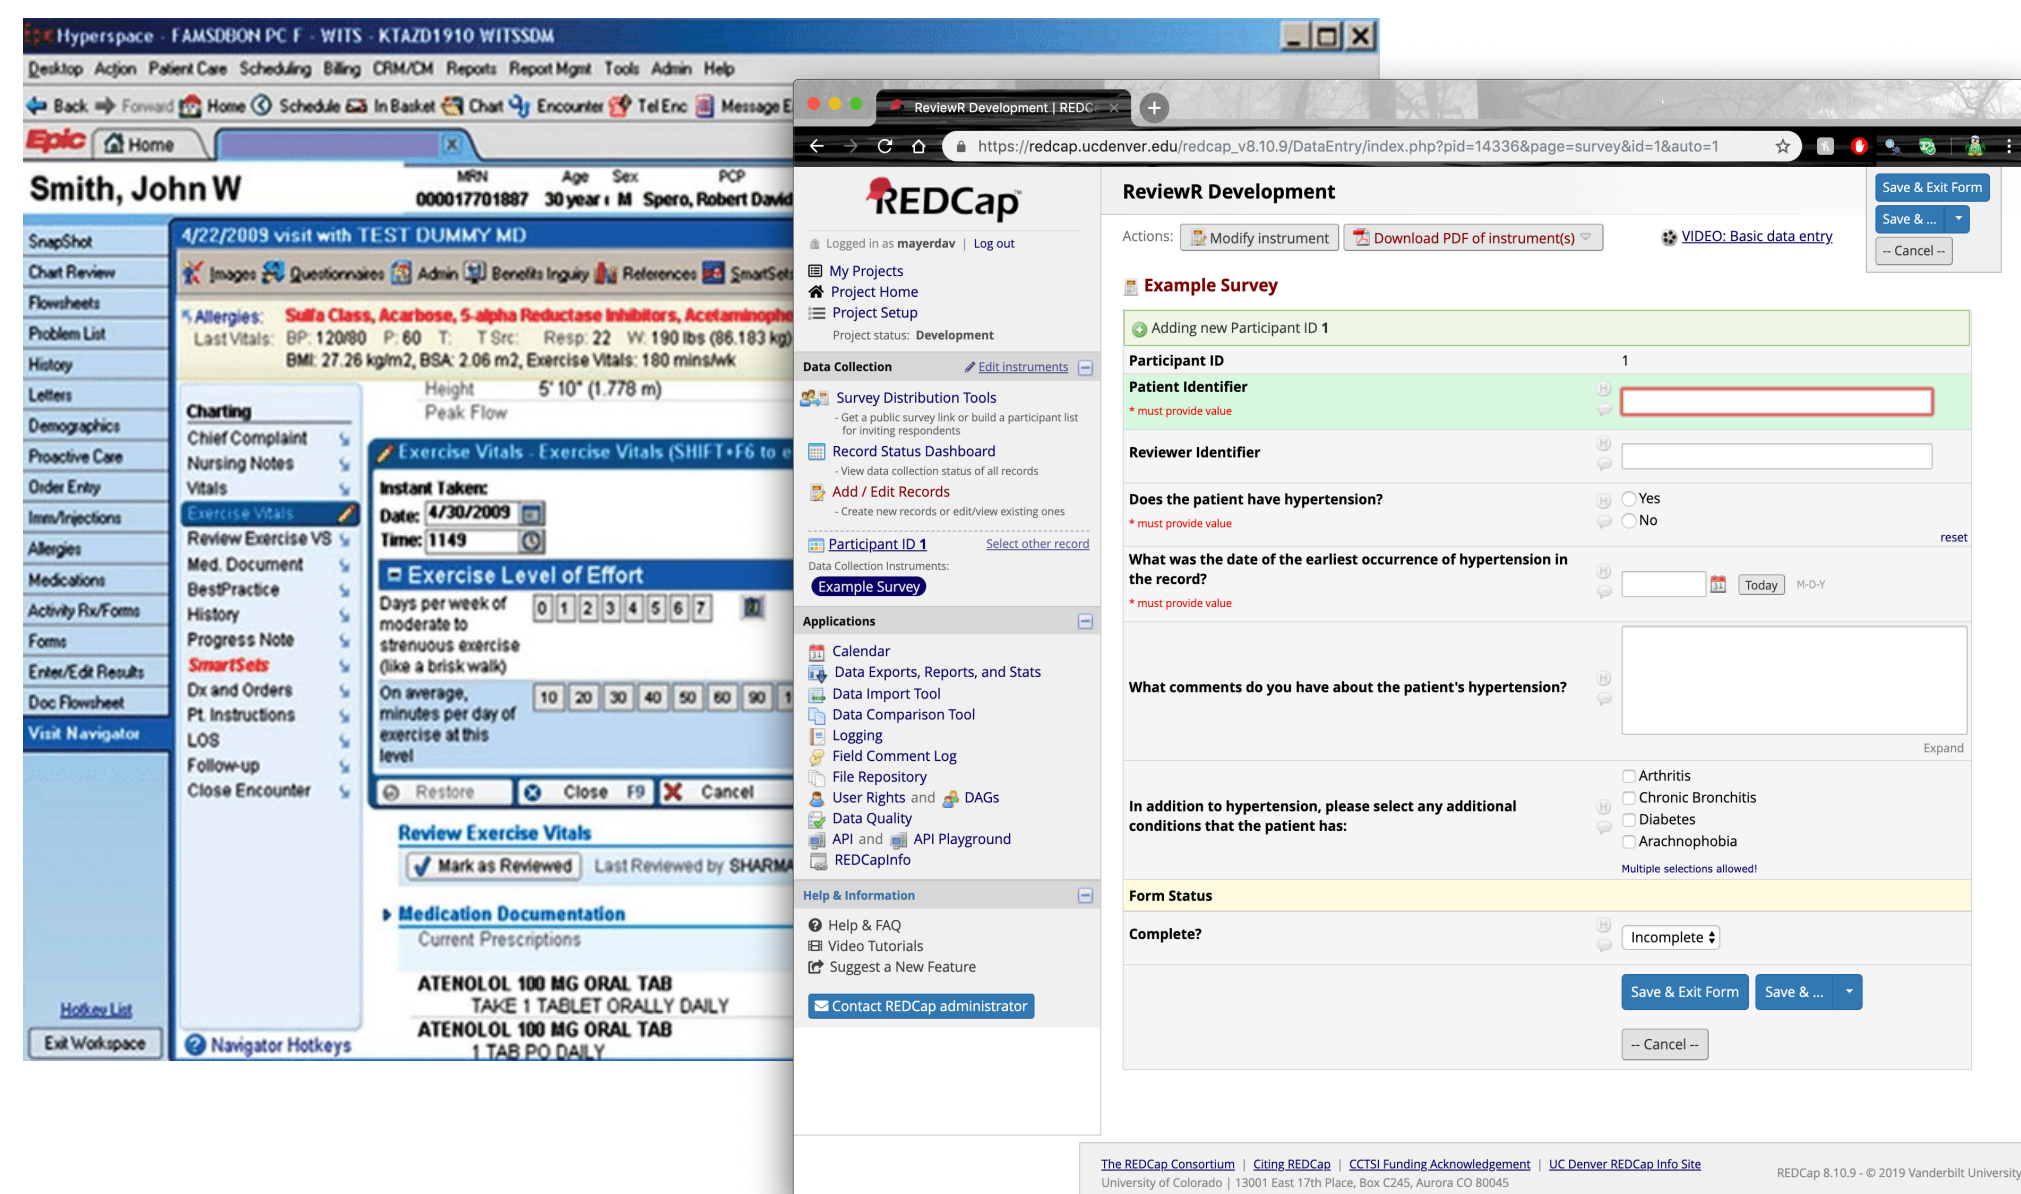 Hyperspace - FAMSDBON PC F - WITS - KTAZD1910 WITSSDM
Desktop Action Patient Care Scheduling Billing CRM/CM Reports Report Mgmt Tools Admin Help
Back Forward Home Schedule In Basket Chart Encounter Tel Enc Message E
Epic Home
Smith, John W
MRN Age Sex PCP
000017701887 30 year M Spero, Robert David
SnapShot
Chart Review
Flowsheets
Problem List
History
Letters
Demographics
Proactive Care
Order Entry
Imm/Injections
Allergies
Medications
Activity Rx/Forms
Forms
Enter/Edit Results
Doc Flowsheet
Visit Navigator
Hotkey List
Exit Workspace
4/22/2009 visit with TEST DUMMY MD
Images Questionnaires Admin Benefits Inquiry References SmartSets
Allergies: Sulfa Class, Acarbose, 5-alpha Reductase Inhibitors, Acetaminophe
Last Vitals: BP: 120/80 P: 60 T: T Src: Resp: 22 W: 190 lbs (86.183 kg)
BMI: 27.26 kg/m2, BSA: 2.06 m2, Exercise Vitals: 180 mins/wk
Charting
Chief Complaint
Nursing Notes
Vitals
Exercise Vitals
Review Exercise VS
Med. Document
BestPractice
History
Progress Note
SmartSets
Dx and Orders
Pt. Instructions
LOS
Follow-up
Close Encounter
Navigator Hotkeys
Height 5' 10" (1.778 m)
Peak Flow
Exercise Vitals - Exercise Vitals (SHIFT+F6 to e
Instant Taken:
Date: 4/30/2009
Time: 1149
Exercise Level of Effort
Days per week of moderate to strenuous exercise (like a brisk walk)
0 1 2 3 4 5 6 7
On average, minutes per day of exercise at this level
10 20 30 40 50 60 90 1
Restore Close F9 Cancel
Review Exercise Vitals
Mark as Reviewed Last Reviewed by SHARMA
Medication Documentation
Current Prescriptions
ATENOLOL 100 MG ORAL TAB
TAKE 1 TABLET ORALLY DAILY
ATENOLOL 100 MG ORAL TAB
1 TAB PO DAILY
ReviewR Development | REDC
https://redcap.ucdenver.edu/redcap_v8.10.9/DataEntry/index.php?pid=14336&page=survey&id=1&auto=1
REDCap
Logged in as mayerdav | Log out
My Projects
Project Home
Project Setup
Project status: Development
Data Collection Edit instruments
Survey Distribution Tools
- Get a public survey link or build a participant list
for inviting respondents
Record Status Dashboard
- View data collection status of all records
Add / Edit Records
- Create new records or edit/view existing ones
Participant ID 1 Select other record
Data Collection Instruments:
Example Survey
Applications
Calendar
Data Exports, Reports, and Stats
Data Import Tool
Data Comparison Tool
Logging
Field Comment Log
File Repository
User Rights and DAGs
Data Quality
API and API Playground
REDCapInfo
Help & Information
Help & FAQ
Video Tutorials
Suggest a New Feature
Contact REDCap administrator
ReviewR Development
Save & Exit Form
Save & ...
-- Cancel --
Actions: Modify instrument Download PDF of instrument(s) VIDEO: Basic data entry
Example Survey
Adding new Participant ID 1
Participant ID 1
Patient Identifier
* must provide value
Reviewer Identifier
Does the patient have hypertension?
* must provide value
Yes
No
reset
What was the date of the earliest occurrence of hypertension in
the record?
* must provide value
31 Today M-D-Y
What comments do you have about the patient's hypertension?
Expand
In addition to hypertension, please select any additional
conditions that the patient has:
Arthritis
Chronic Bronchitis
Diabetes
Arachnophobia
Multiple selections allowed!
Form Status
Complete? Incomplete
Save & Exit Form Save & ...
-- Cancel --
The REDCap Consortium | Citing REDCap | CCTSI Funding Acknowledgement | UC Denver REDCap Info Site
University of Colorado | 13001 East 17th Place, Box C245, Aurora CO 80045
REDCap 8.10.9 - © 2019 Vanderbilt University